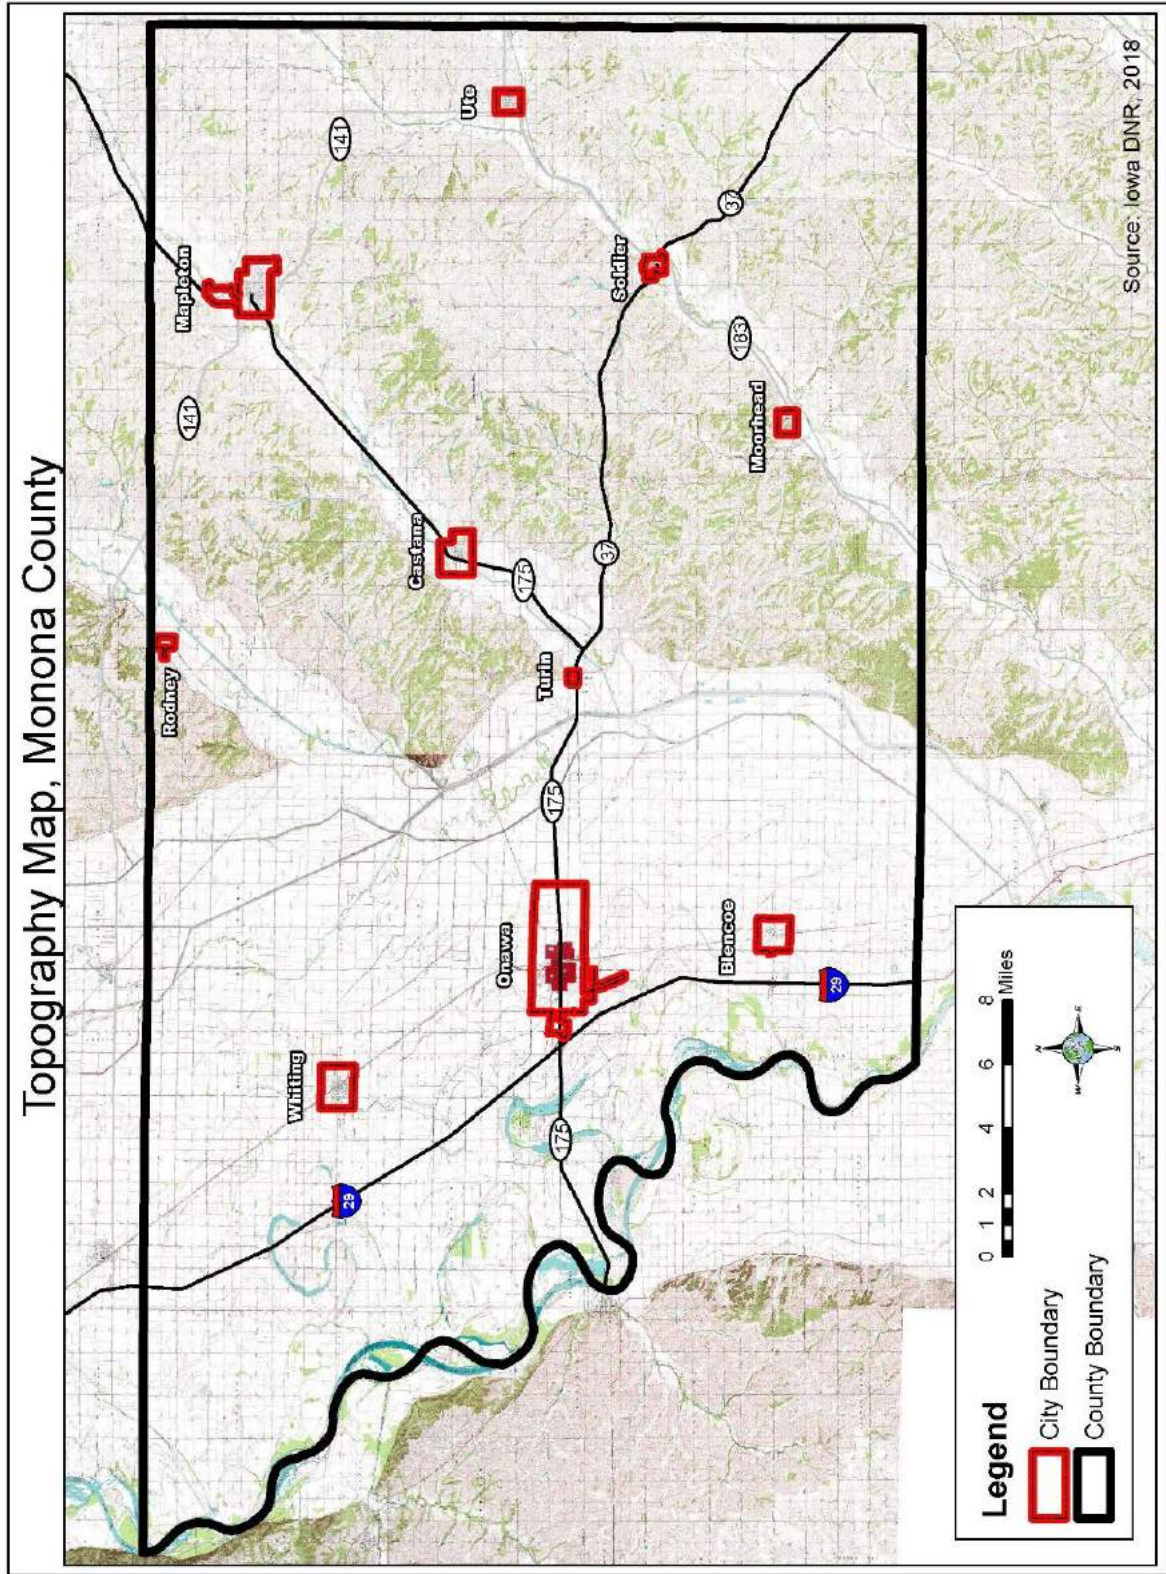 Topography Map, Monona County
Rodney
Mapleton
141
141
Whiting
29
Castana
175
Ute
Onawa
175
175
Turin
37
Soldier
37
Blencoe
29
Moorhead
183
Legend
City Boundary
County Boundary
0 1 2 4 6 8
Miles
N
W E
S
Source: Iowa DNR, 2018